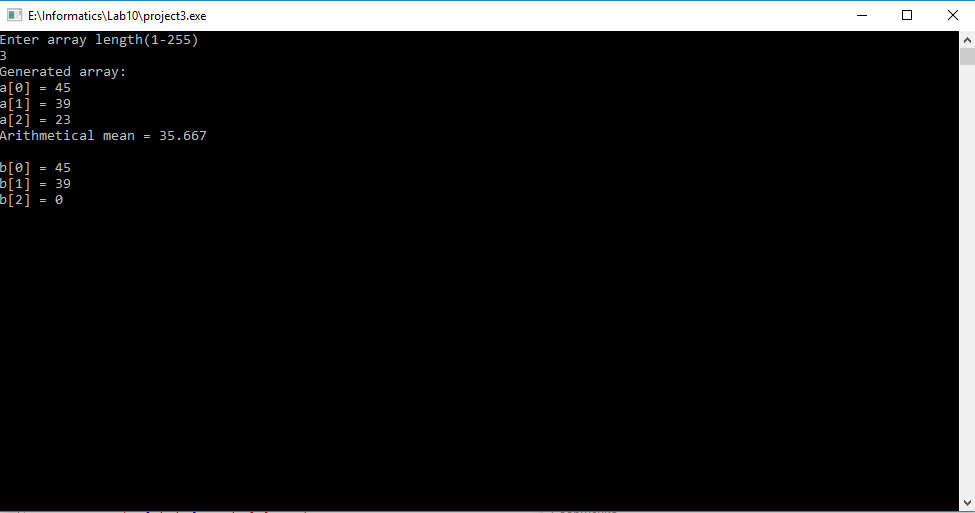 E:\Informatics\Lab10\project3.exe
Enter array length(1-255)
3
Generated array:
a[0] = 45
a[1] = 39
a[2] = 23
Arithmetical mean = 35.667
b[0] = 45
b[1] = 39
b[2] = 0